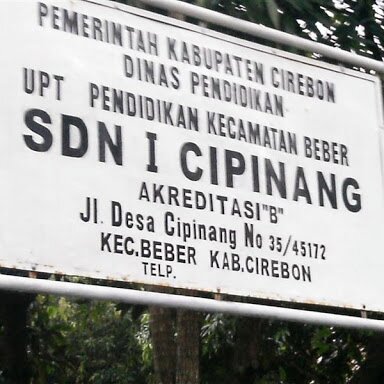 PEMERINTAH KABUPATEN CIREBON
DINAS PENDIDIKAN
UPT PENDIDIKAN KECAMATAN BEBER
SDN I CIPINANG
AKREDITASI "B"
Jl. Desa Cipinang No 35/45172
KEC.BEBER KAB.CIREBON
TELP.